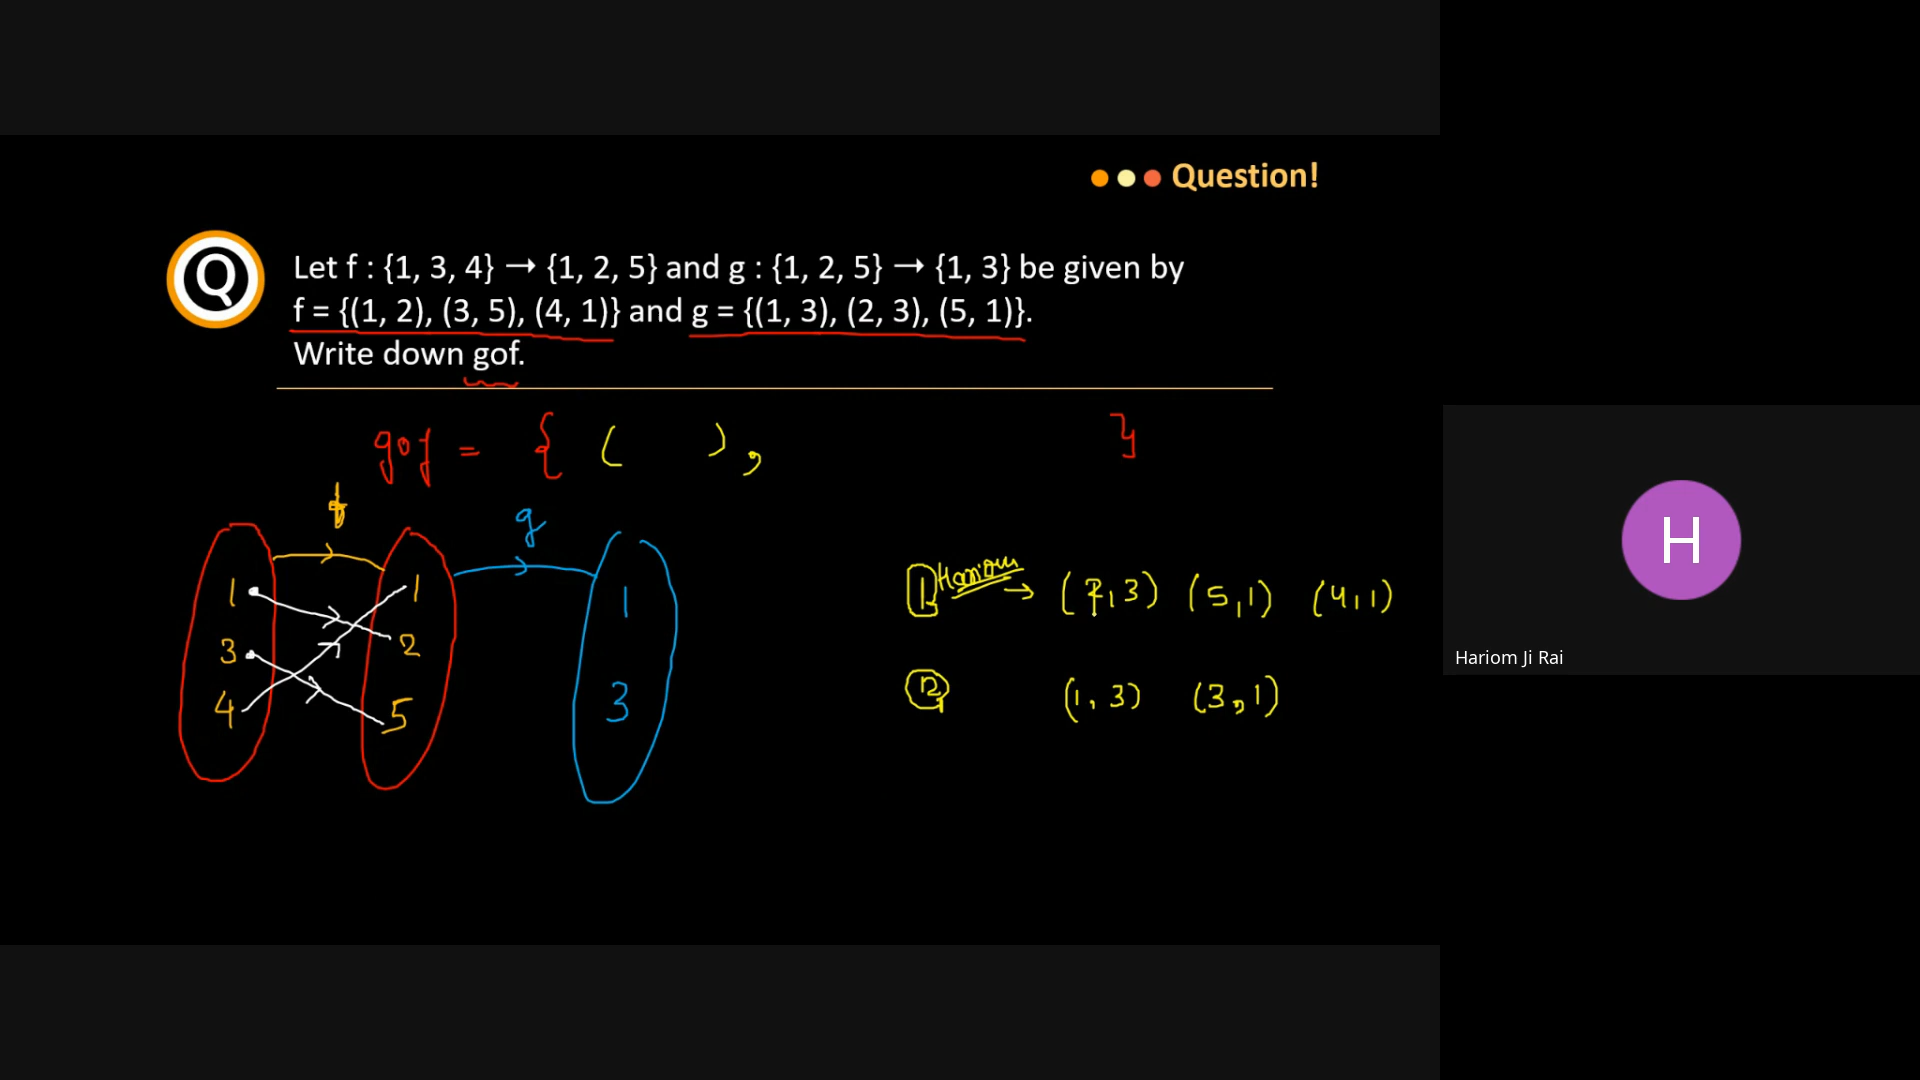 Question!
Q
Let f : {1, 3, 4} → {1, 2, 5} and g : {1, 2, 5} → {1, 3} be given by
f = {(1, 2), (3, 5), (4, 1)} and g = {(1, 3), (2, 3), (5, 1)}.
Write down gof.
gof = { ( ), }
f
g
1 1 1
3 2 3
4 5
1 Hariom → (2,3) (5,1) (4,1)
(1, 3) (3, 1)
H
Hariom Ji Rai